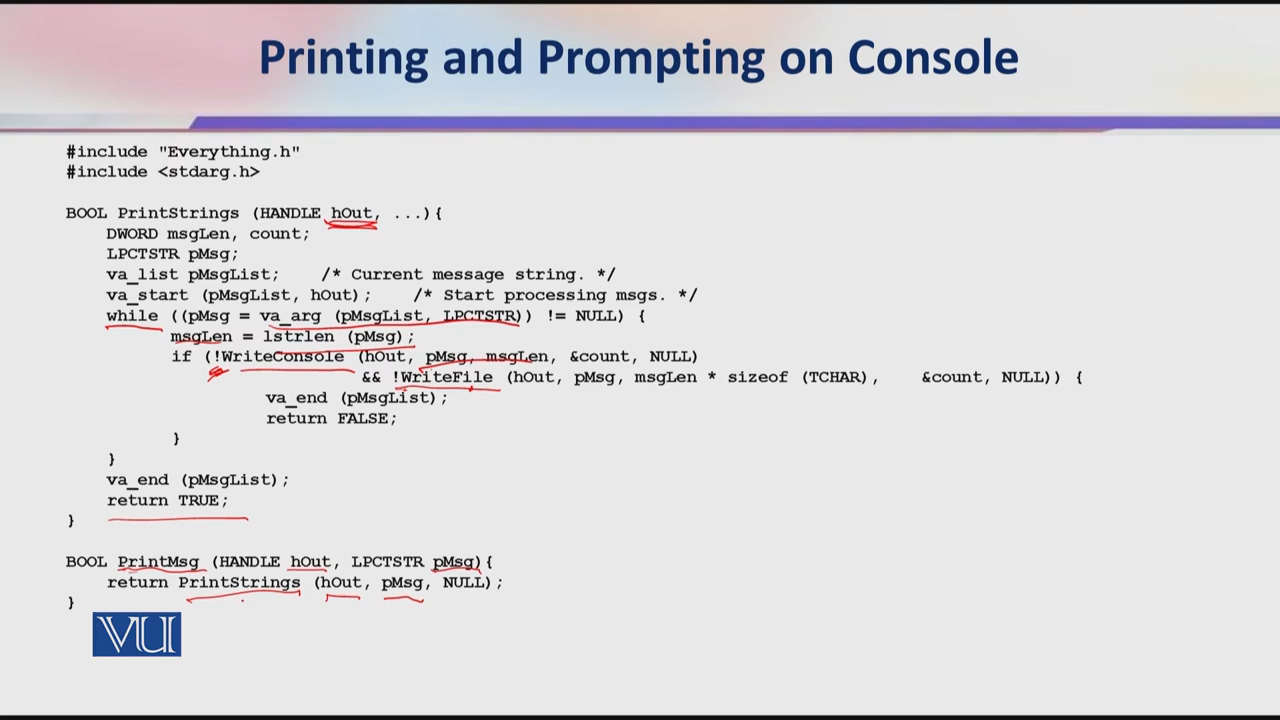 Printing and Prompting on Console
#include "Everything.h"
#include <stdarg.h>
BOOL PrintStrings (HANDLE hOut, ...){
DWORD msgLen, count;
LPCTSTR pMsg;
va_list pMsgList; /* Current message string. */
va_start (pMsgList, hOut); /* Start processing msgs. */
while ((pMsg = va_arg (pMsgList, LPCTSTR)) != NULL) {
msgLen = lstrlen (pMsg);
if (!WriteConsole (hOut, pMsg, msgLen, &count, NULL)
&& !WriteFile (hOut, pMsg, msgLen * sizeof (TCHAR), &count, NULL)) {
va_end (pMsgList);
return FALSE;
}
}
va_end (pMsgList);
return TRUE;
}
BOOL PrintMsg (HANDLE hOut, LPCTSTR pMsg){
return PrintStrings (hOut, pMsg, NULL);
}
VU